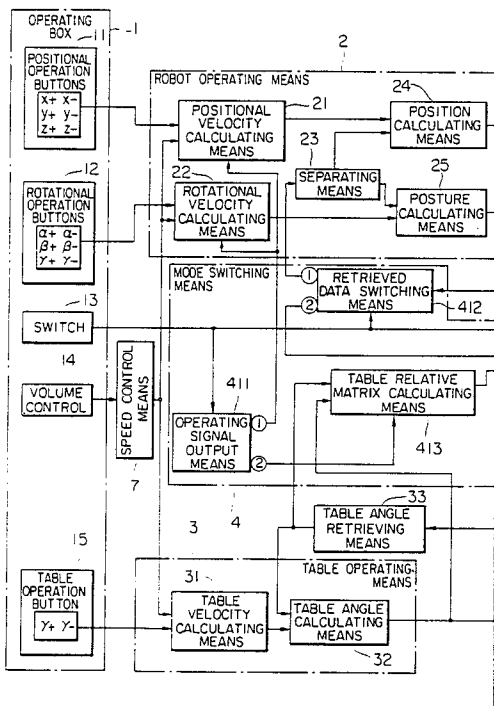 OPERATING
BOX
1
11
POSITIONAL
OPERATION
BUTTONS
x+ x-
y+ y-
z+ z-
12
ROTATIONAL
OPERATION
BUTTONS
α+ α-
β+ β-
γ+ γ-
13
SWITCH
14
VOLUME
CONTROL
SPEED CONTROL
MEANS
7
15
TABLE
OPERATION
BUTTON
γ+ γ-
2
ROBOT OPERATING MEANS
21
POSITIONAL
VELOCITY
CALCULATING
MEANS
22
ROTATIONAL
VELOCITY
CALCULATING
MEANS
23
SEPARATING
MEANS
24
POSITION
CALCULATING
MEANS
25
POSTURE
CALCULATING
MEANS
MODE SWITCHING
MEANS
①
②
RETRIEVED
DATA SWITCHING
MEANS
412
411
OPERATING
SIGNAL
OUTPUT
MEANS
①
②
TABLE RELATIVE
MATRIX CALCULATING
MEANS
413
3
4
33
TABLE ANGLE
RETRIEVING
MEANS
TABLE OPERATING
MEANS
31
TABLE
VELOCITY
CALCULATING
MEANS
TABLE ANGLE
CALCULATING
MEANS
32